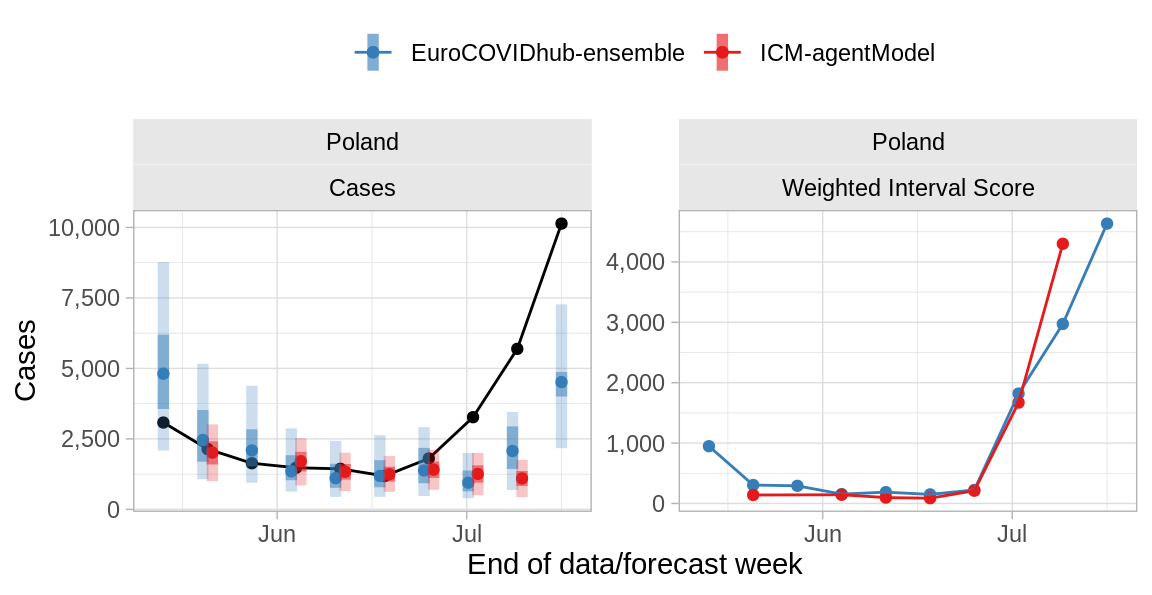 EuroCOVIDhub-ensemble ICM-agentModel
Poland
Cases
Cases
10,000
7,500
5,000
2,500
0
Jun Jul
Poland
Weighted Interval Score
4,000
3,000
2,000
1,000
0
Jun Jul
End of data/forecast week